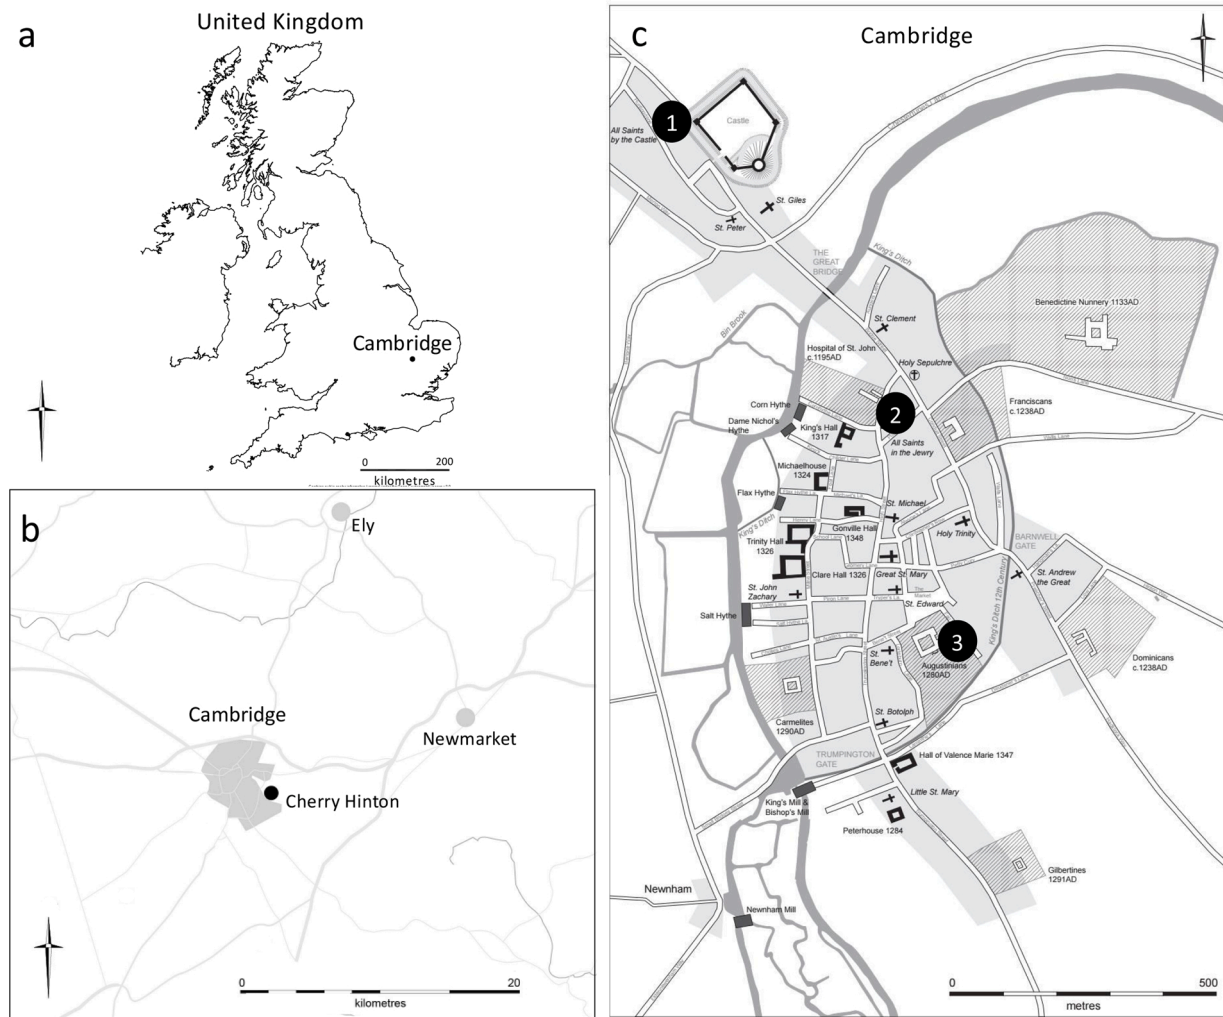 a
United Kingdom
Cambridge
0 200
kilometres
b
Ely
Cambridge
Newmarket
Cherry Hinton
0 20
kilometres
c
Cambridge
1
Castle
All Saints
by the Castle
St. Giles
St. Peter
THE
GREAT
BRIDGE
King's Ditch
Benedictine Nunnery 1133AD
Bin Brook
St. Clement
Hospital of St. John
c.1195AD
Holy Sepulchre
Corn Hythe
2
Franciscans
c.1238AD
Dame Nichol's
Hythe
King's Hall
1317
All Saints
in the Jewry
Michaelhouse
1324
Flax Hythe
St. Michael
King's Ditch
Gonville Hall
1348
Holy Trinity
Trinity Hall
1326
BARNWELL
GATE
Clare Hall 1326
Great St Mary
St. Andrew
the Great
St. John
Zachary
The
Market
St. Edward
King's Ditch 12th Century
Salt Hythe
3
St.
Bene't
Augustinians
1280AD
Dominicans
c.1238AD
Carmelites
1290AD
St. Botolph
TRUMPINGTON
GATE
Hall of Valence Marie 1347
King's Mill &
Bishop's Mill
Little St. Mary
Peterhouse 1284
Gilbertines
1291AD
Newnham
Newnham Mill
0 500
metres